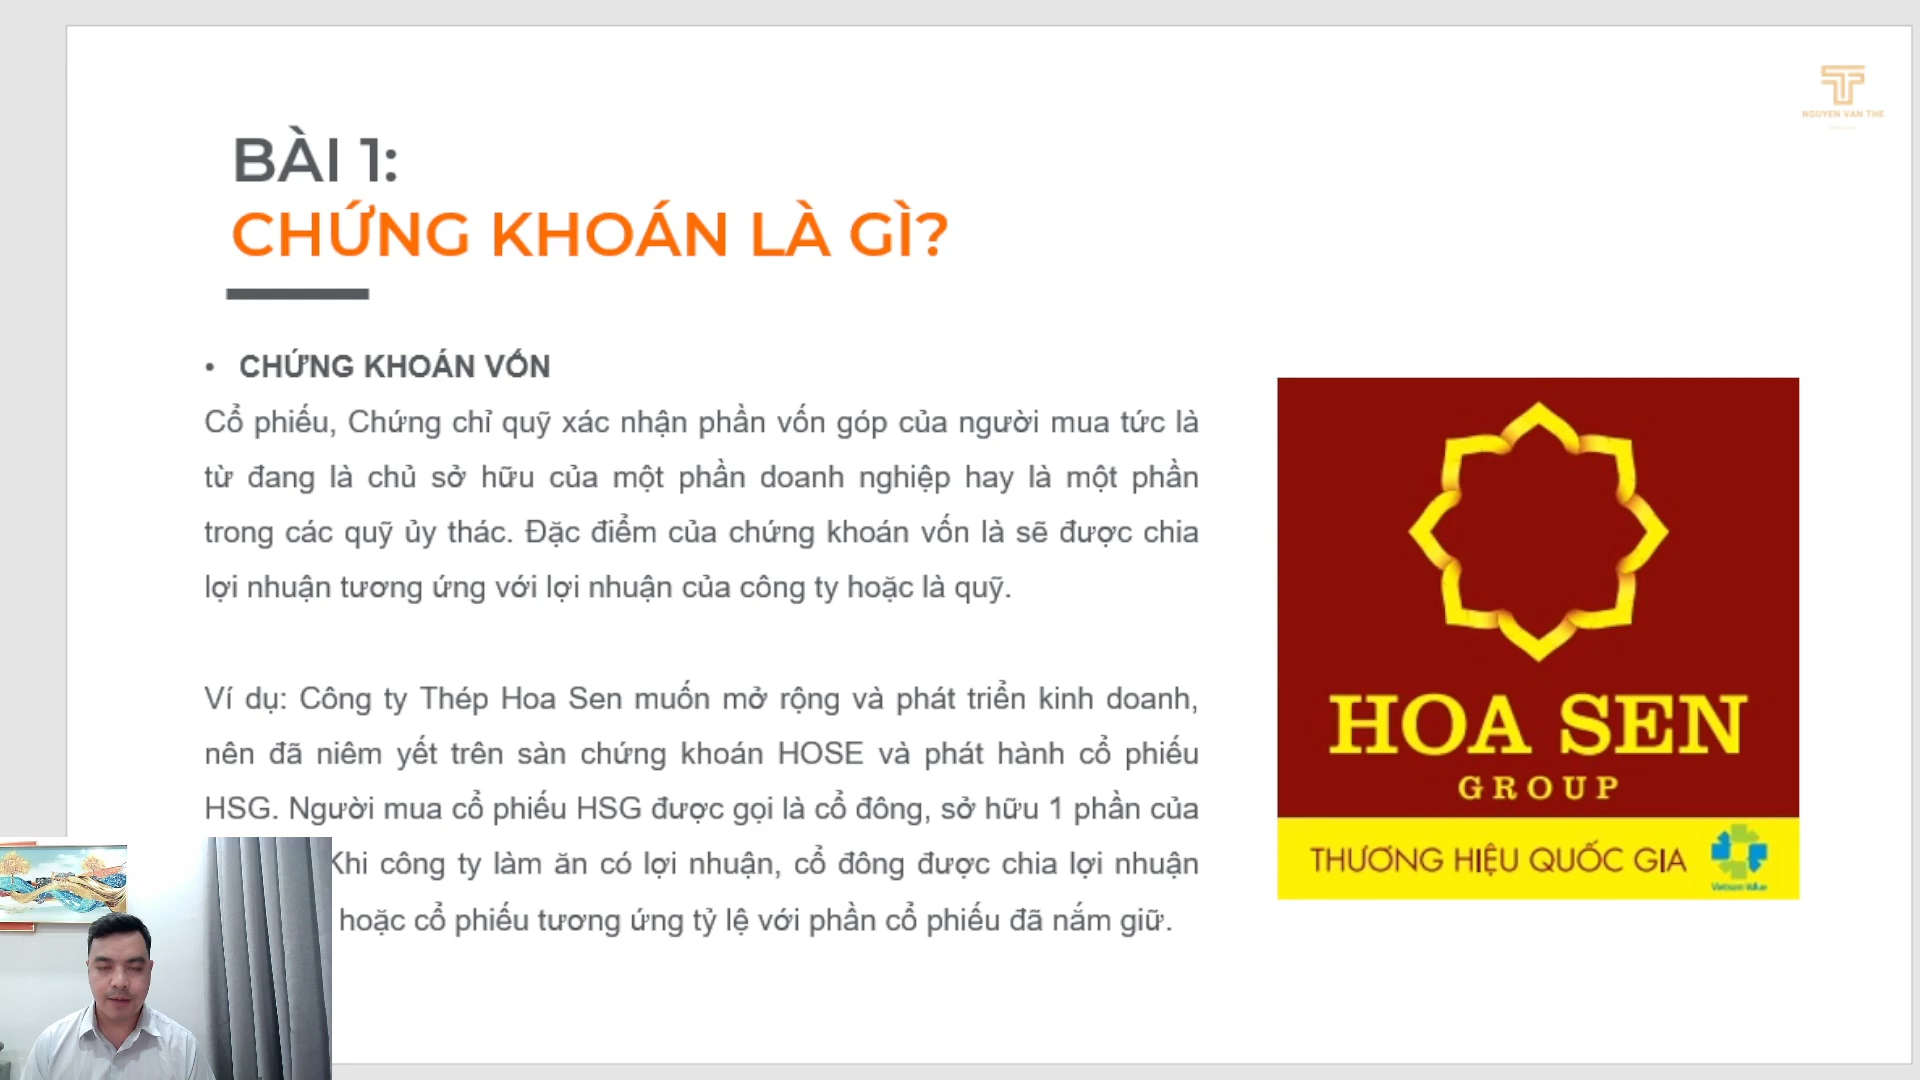 NGUYEN VAN THE
BÀI 1:
CHỨNG KHOÁN LÀ GÌ?
• CHỨNG KHOÁN VỐN
Cổ phiếu, Chứng chỉ quỹ xác nhận phần vốn góp của người mua tức là
từ đang là chủ sở hữu của một phần doanh nghiệp hay là một phần
trong các quỹ ủy thác. Đặc điểm của chứng khoán vốn là sẽ được chia
lợi nhuận tương ứng với lợi nhuận của công ty hoặc là quỹ.
Ví dụ: Công ty Thép Hoa Sen muốn mở rộng và phát triển kinh doanh,
nên đã niêm yết trên sàn chứng khoán HOSE và phát hành cổ phiếu
HSG. Người mua cổ phiếu HSG được gọi là cổ đông, sở hữu 1 phần của
Khi công ty làm ăn có lợi nhuận, cổ đông được chia lợi nhuận
hoặc cổ phiếu tương ứng tỷ lệ với phần cổ phiếu đã nắm giữ.
HOA SEN
GROUP
THƯƠNG HIỆU QUỐC GIA
Vietnam Value